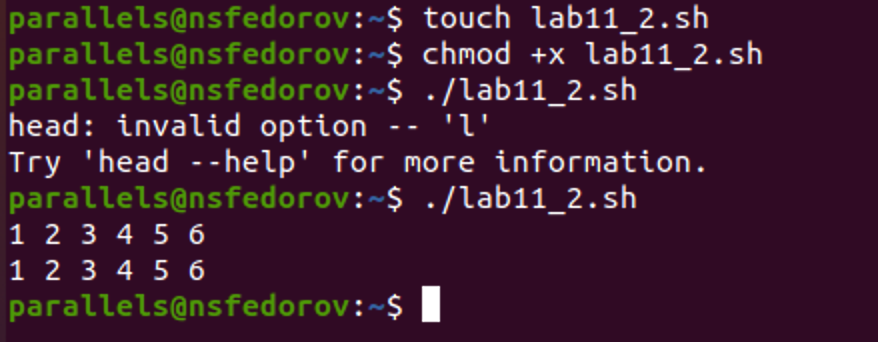 parallels@nsfedorov:~$ touch lab11_2.sh
parallels@nsfedorov:~$ chmod +x lab11_2.sh
parallels@nsfedorov:~$ ./lab11_2.sh
head: invalid option -- 'l'
Try 'head --help' for more information.
parallels@nsfedorov:~$ ./lab11_2.sh
1 2 3 4 5 6
1 2 3 4 5 6
parallels@nsfedorov:~$